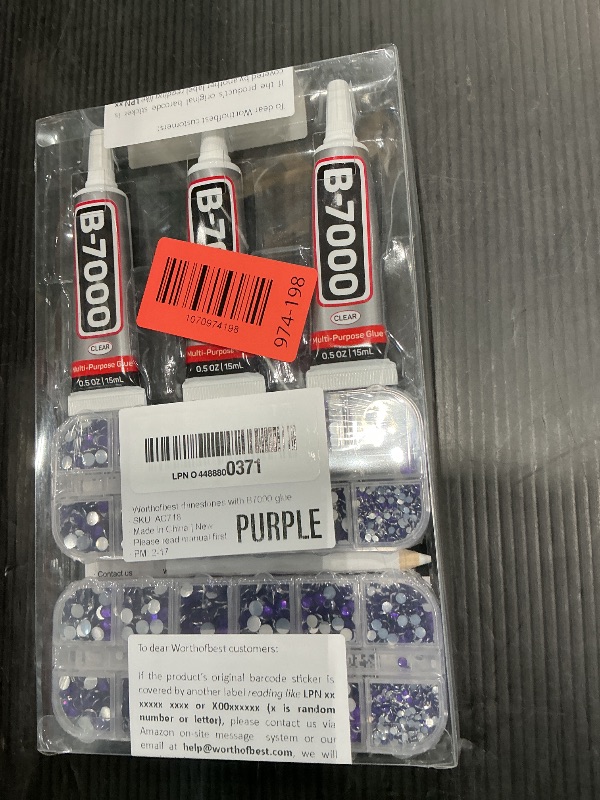 To dear Worthofbest customers:
If the product's original barcode sticker is
covered by another label reading like LPN xx
B-7000
CLEAR
Multi-Purpose Glue
0.5 OZ | 15mL
B-7
Multi-Purpose
0.5 OZ | 15mL
B-7000
CLEAR
Multi-Purpose Glue
0.5 OZ | 15mL
1070974198
974-198
LPN O 4488800371
Worthofbest rhinestones with B7000 glue
SKU: AC718
Made in China | New
Please read manual first
PM: 2-17
PURPLE
Contact us
To dear Worthofbest customers:
If the product's original barcode sticker is
covered by another label reading like LPN xx
xxxxx xxxx or X00xxxxxx (x is random
number or letter), please contact us via
Amazon on-site message system or our
email at help@worthofbest.com, we will